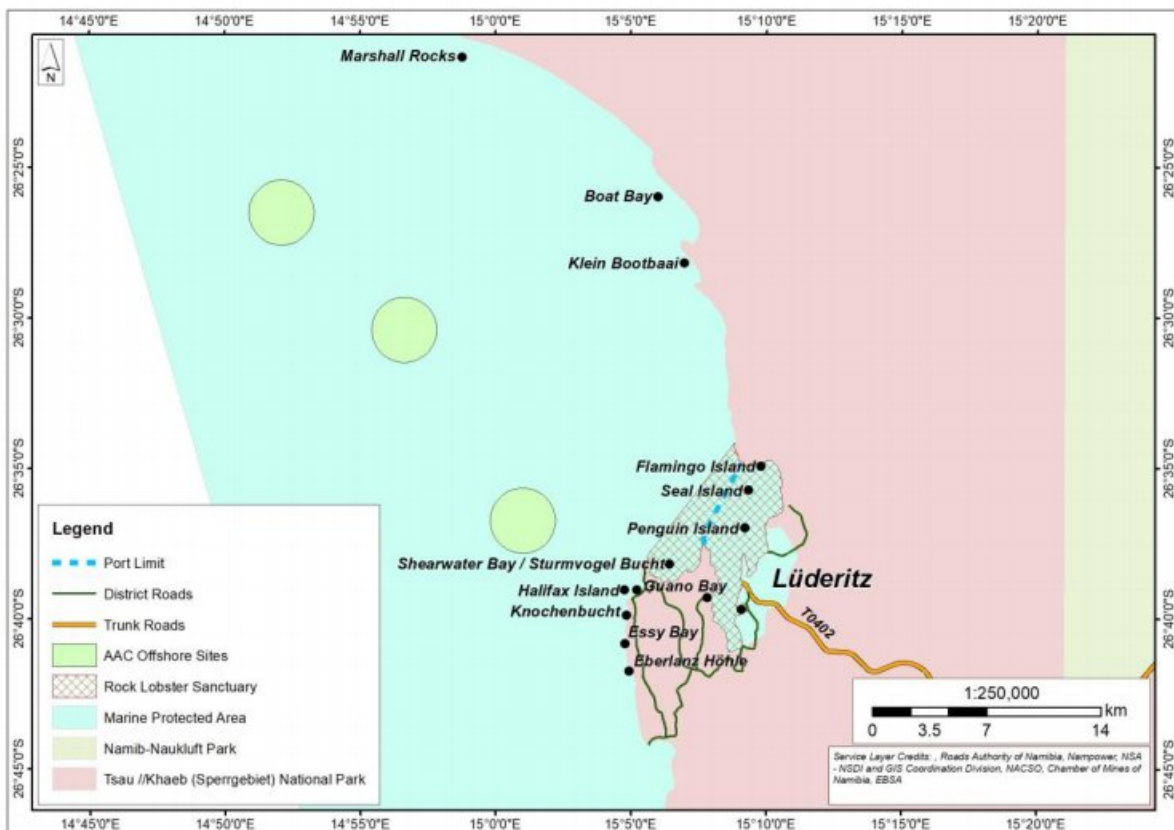 14°45'0"E 14°50'0"E 14°55'0"E 15°0'0"E 15°5'0"E 15°10'0"E 15°15'0"E 15°20'0"E
N
Marshall Rocks
26°25'0"S 26°25'0"S
Boat Bay
Klein Bootbaai
26°30'0"S 26°30'0"S
26°35'0"S 26°35'0"S
Flamingo Island
Seal Island
Penguin Island
Shearwater Bay / Sturmvogel Bucht
Lüderitz
Halifax Island Guano Bay
Knochenbucht
26°40'0"S 26°40'0"S
T0402
Essy Bay
Eberlanz Höhle
26°45'0"S 26°45'0"S
Legend
Port Limit
District Roads
Trunk Roads
AAC Offshore Sites
Rock Lobster Sanctuary
Marine Protected Area
Namib-Naukluft Park
Tsau //Khaeb (Sperrgebiet) National Park
1:250,000
km
0 3.5 7 14
Service Layer Credits: , Roads Authority of Namibia, Nampower, NSA
- NSDI and GIS Coordination Division, NACSO, Chamber of Mines of
Namibia, EBSA
14°45'0"E 14°50'0"E 14°55'0"E 15°0'0"E 15°5'0"E 15°10'0"E 15°15'0"E 15°20'0"E